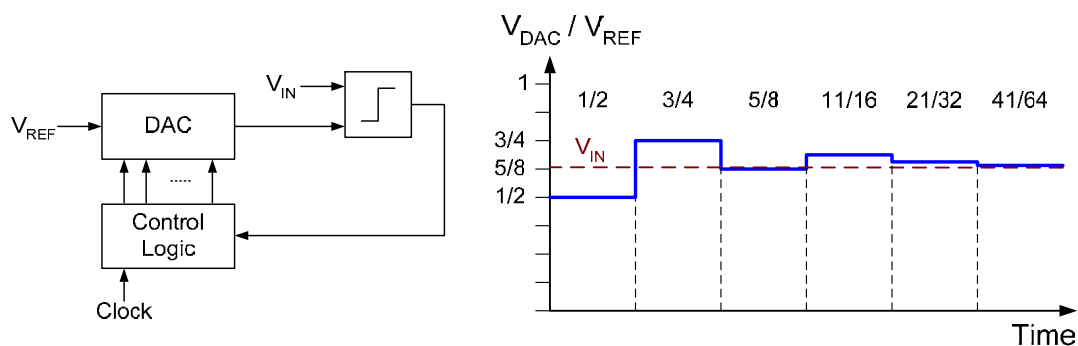 V_REF
DAC
V_IN
.....
Control
Logic
Clock
V_DAC / V_REF
1
3/4
5/8
1/2
1/2 3/4 5/8 11/16 21/32 41/64
V_IN
Time